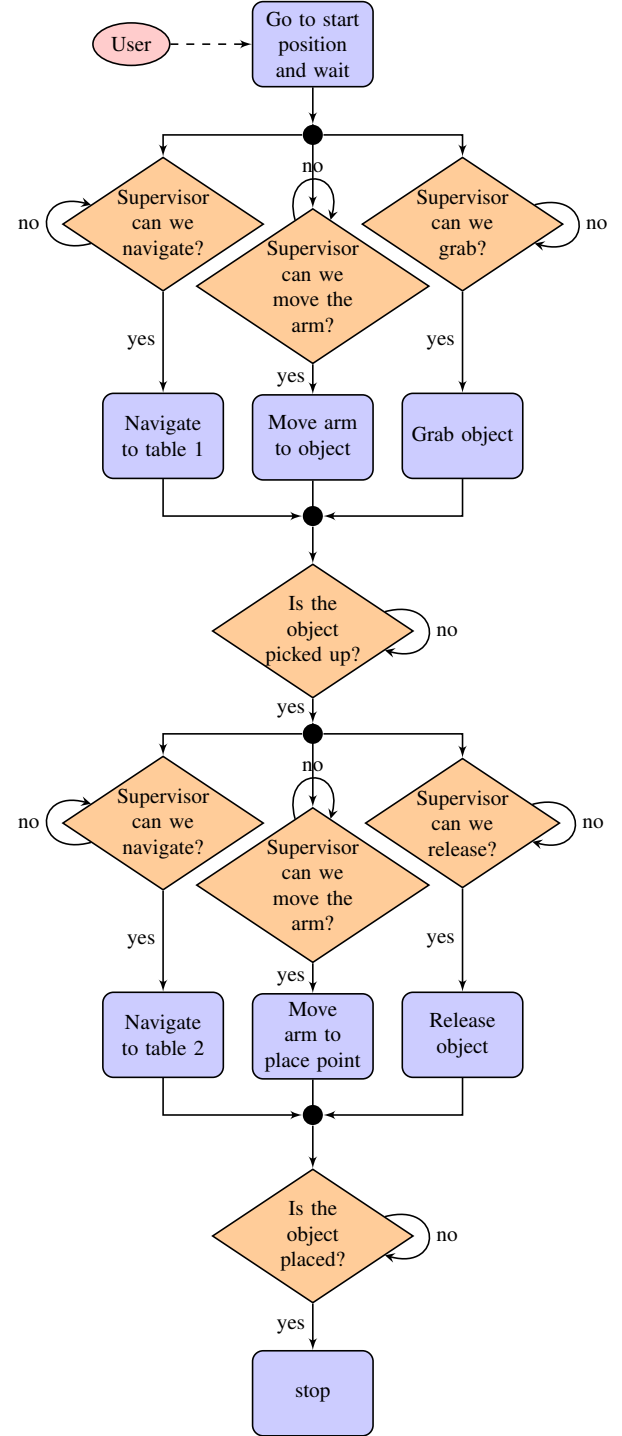 User
Go to start
position
and wait
no
Supervisor
can we
navigate?
no
Supervisor
can we
move the
arm?
Supervisor
can we
grab?
no
yes
yes
yes
Navigate
to table 1
Move arm
to object
Grab object
Is the
object
picked up?
no
yes
no
Supervisor
can we
navigate?
no
Supervisor
can we
move the
arm?
Supervisor
can we
release?
no
yes
yes
yes
Navigate
to table 2
Move
arm to
place point
Release
object
Is the
object
placed?
no
yes
stop